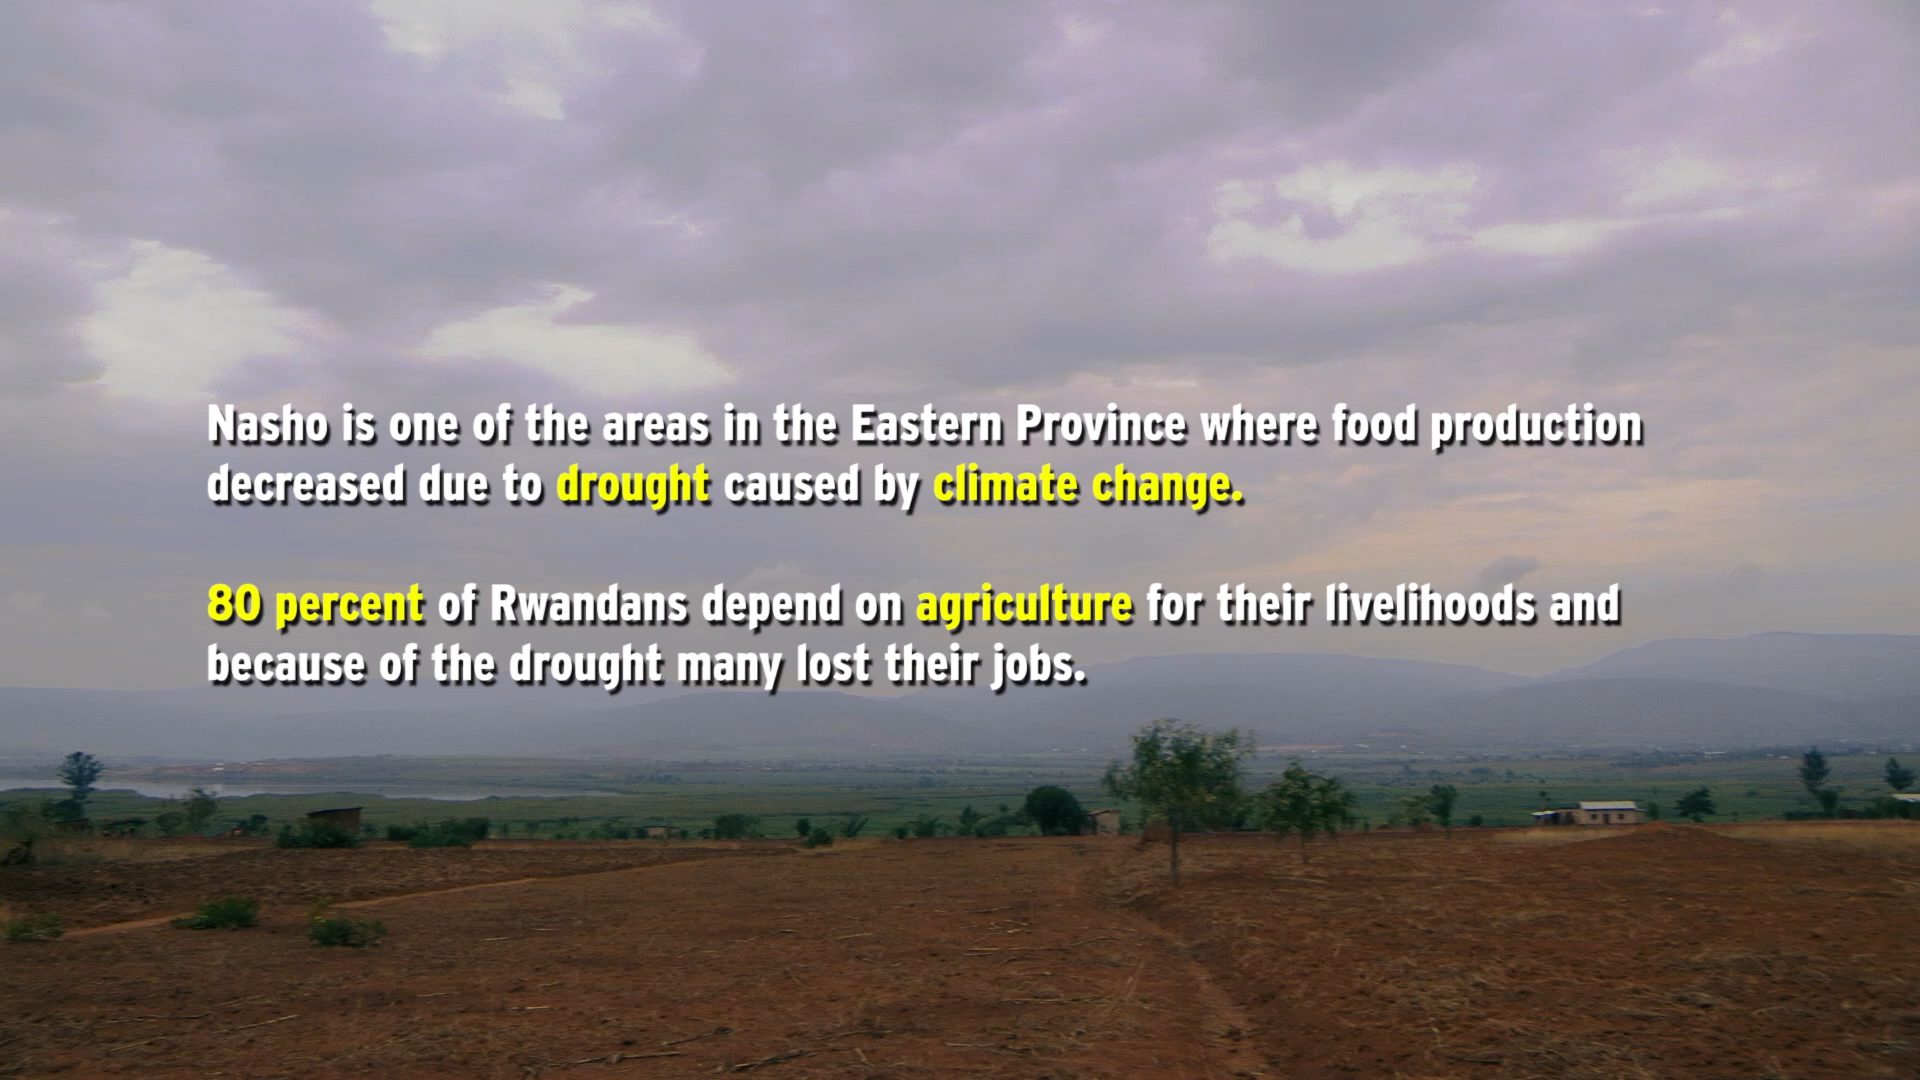 Nasho is one of the areas in the Eastern Province where food production
decreased due to drought caused by climate change.
80 percent of Rwandans depend on agriculture for their livelihoods and
because of the drought many lost their jobs.